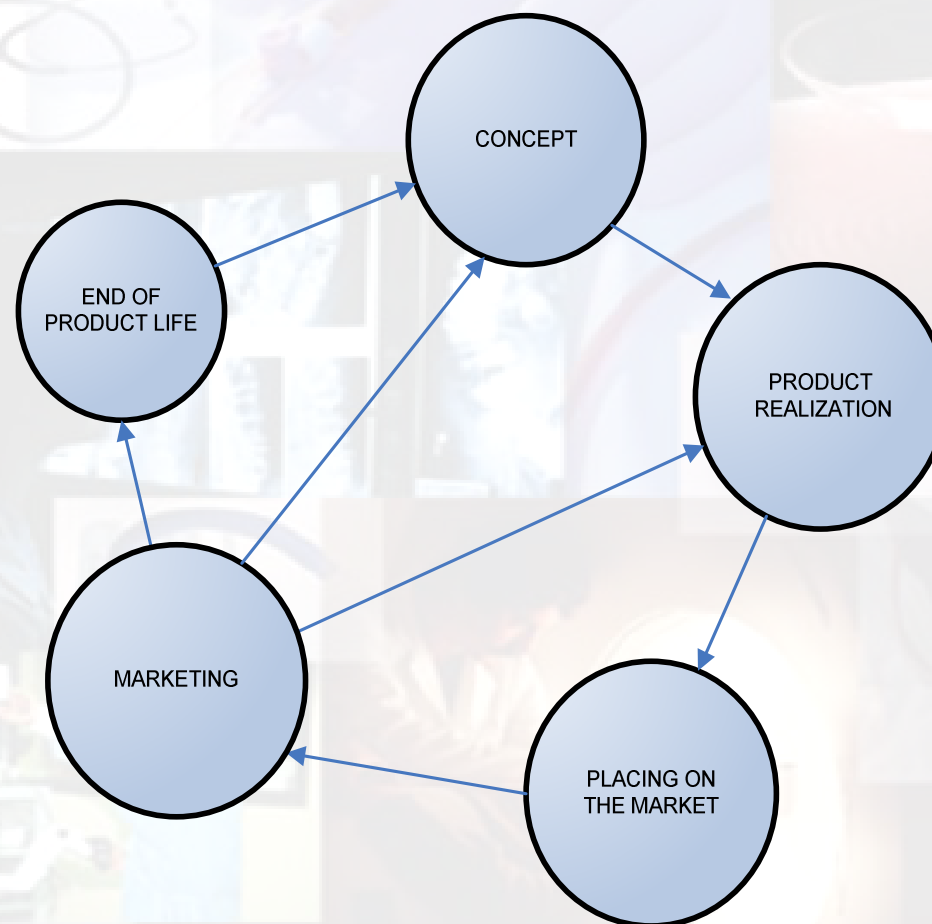 CONCEPT
END OF
PRODUCT LIFE
PRODUCT
REALIZATION
MARKETING
PLACING ON
THE MARKET